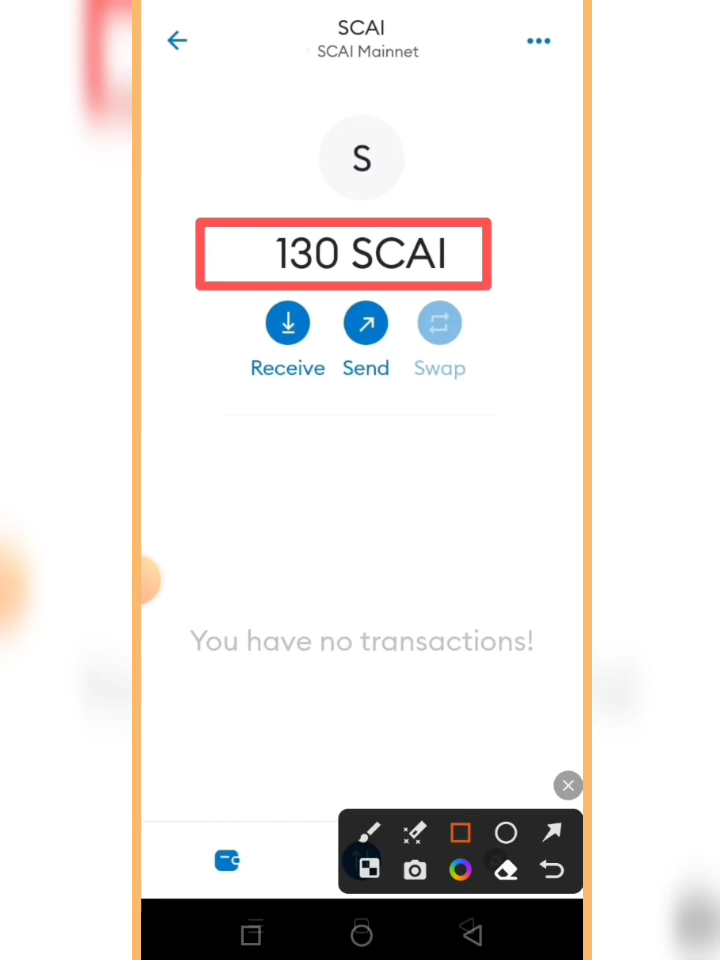 SCAI
SCAI Mainnet
S
130 SCAI
Receive Send Swap
You have no transactions!